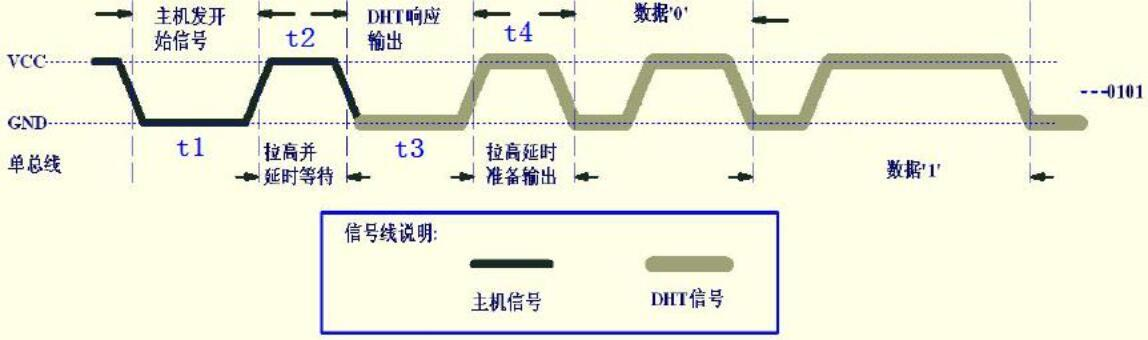 主机发开
始信号
t2
DHT响应
输出
t4
数据'0'
VCC
---0101
GND
t1
t3
单总线
拉高并
延时等待
拉高延时
准备输出
数据'1'
信号线说明:
主机信号
DHT信号